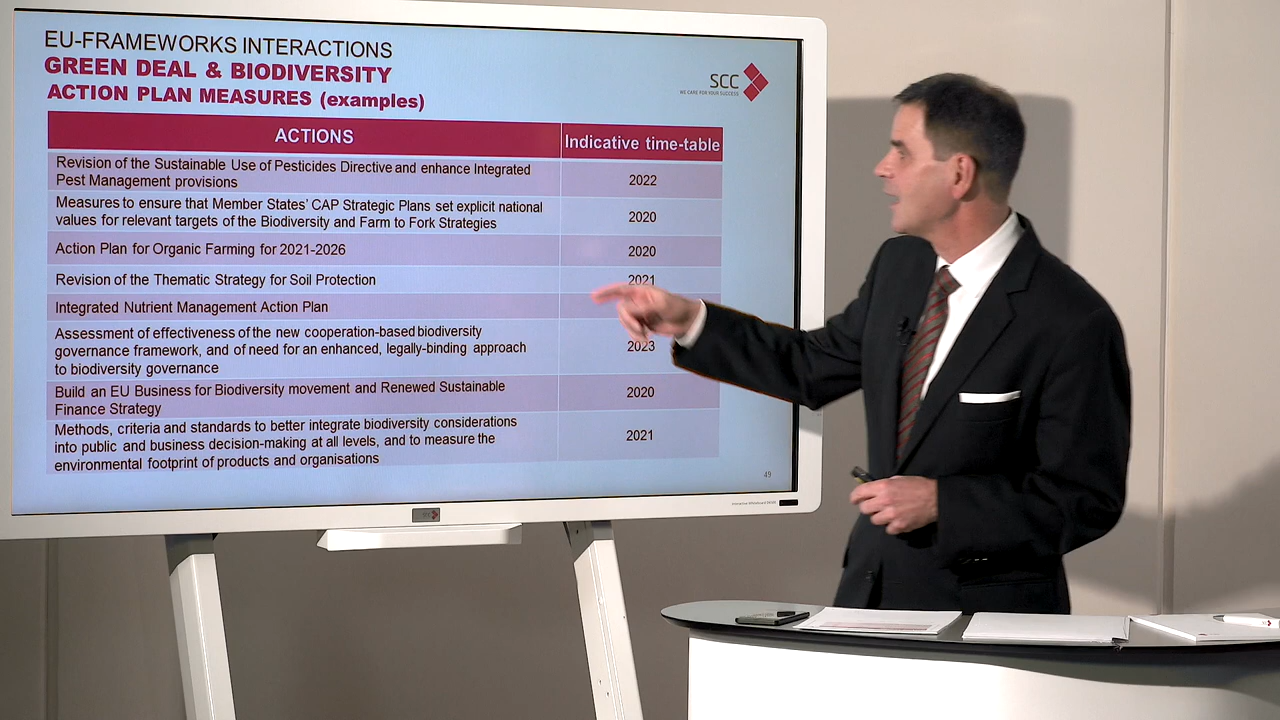 EU-FRAMEWORKS INTERACTIONS
GREEN DEAL & BIODIVERSITY
ACTION PLAN MEASURES (examples)
SCC
WE CARE FOR YOUR SUCCESS
ACTIONS
Indicative time-table
Revision of the Sustainable Use of Pesticides Directive and enhance Integrated
Pest Management provisions
2022
Measures to ensure that Member States' CAP Strategic Plans set explicit national
values for relevant targets of the Biodiversity and Farm to Fork Strategies
2020
Action Plan for Organic Farming for 2021-2026
2020
Revision of the Thematic Strategy for Soil Protection
2021
Integrated Nutrient Management Action Plan
Assessment of effectiveness of the new cooperation-based biodiversity
governance framework, and of need for an enhanced, legally-binding approach
to biodiversity governance
2023
Build an EU Business for Biodiversity movement and Renewed Sustainable
Finance Strategy
2020
Methods, criteria and standards to better integrate biodiversity considerations
into public and business decision-making at all levels, and to measure the
environmental footprint of products and organisations
2021
49